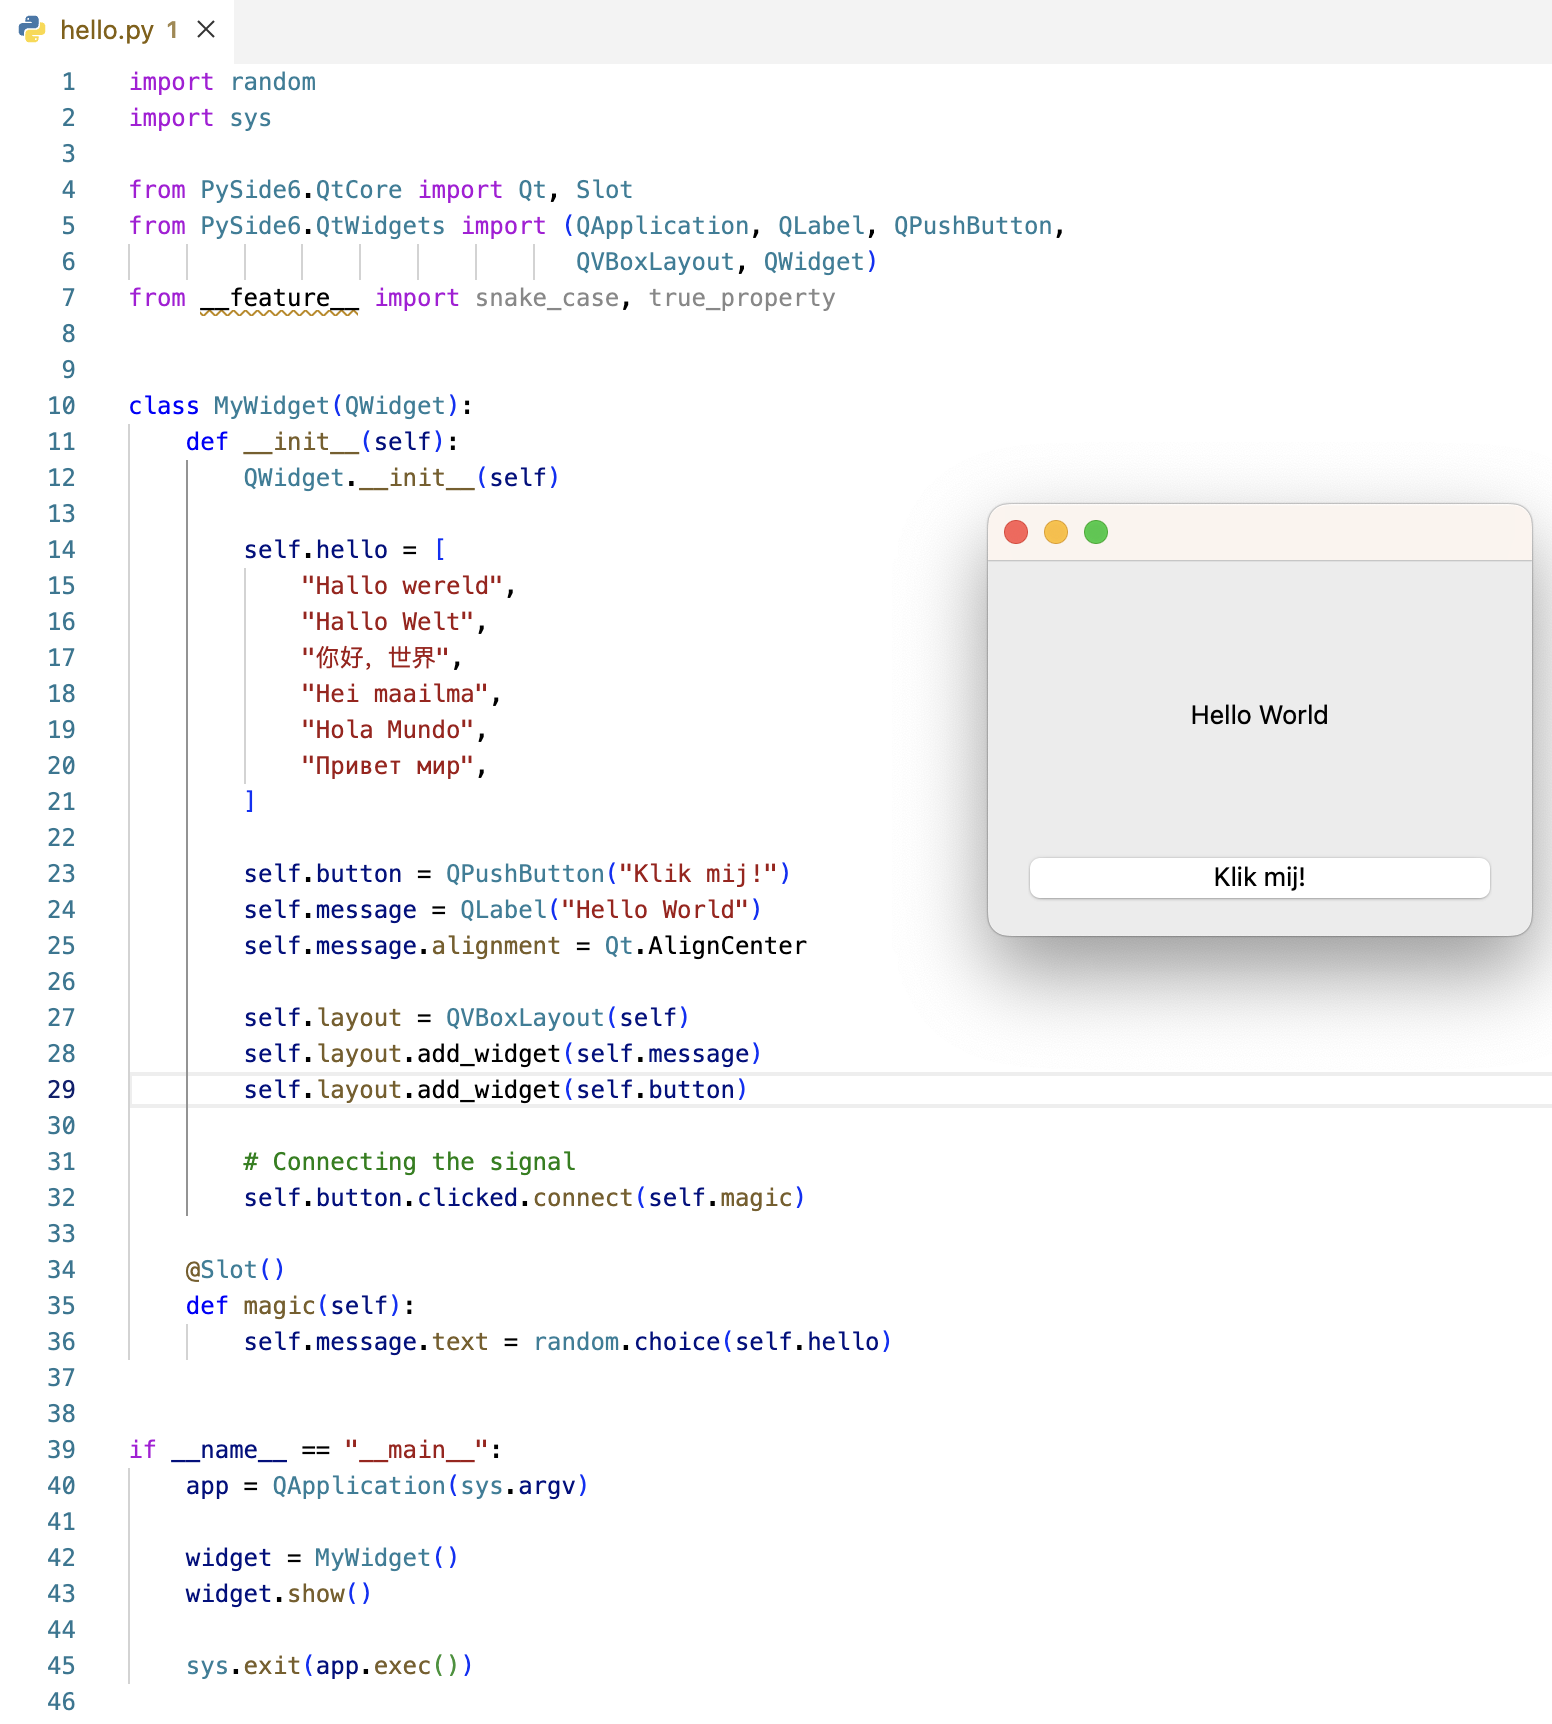 hello.py 1
1 import random
2 import sys
3
4 from PySide6.QtCore import Qt, Slot
5 from PySide6.QtWidgets import (QApplication, QLabel, QPushButton,
6                                QVBoxLayout, QWidget)
7 from __feature__ import snake_case, true_property
8
9
10 class MyWidget(QWidget):
11     def __init__(self):
12         QWidget.__init__(self)
13
14         self.hello = [
15             "Hallo wereld",
16             "Hallo Welt",
17             "你好，世界",
18             "Hei maailma",
19             "Hola Mundo",
20             "Привет мир",
21         ]
22
23         self.button = QPushButton("Klik mij!")
24         self.message = QLabel("Hello World")
25         self.message.alignment = Qt.AlignCenter
26
27         self.layout = QVBoxLayout(self)
28         self.layout.add_widget(self.message)
29         self.layout.add_widget(self.button)
30
31         # Connecting the signal
32         self.button.clicked.connect(self.magic)
33
34     @Slot()
35     def magic(self):
36         self.message.text = random.choice(self.hello)
37
38
39 if __name__ == "__main__":
40     app = QApplication(sys.argv)
41
42     widget = MyWidget()
43     widget.show()
44
45     sys.exit(app.exec())
46
Hello World
Klik mij!